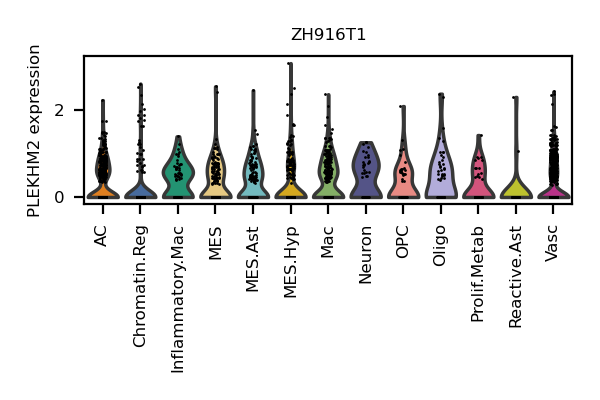 ZH916T1
PLEKHM2 expression
2
0
AC
Chromatin.Reg
Inflammatory.Mac
MES
MES.Ast
MES.Hyp
Mac
Neuron
OPC
Oligo
Prolif.Metab
Reactive.Ast
Vasc